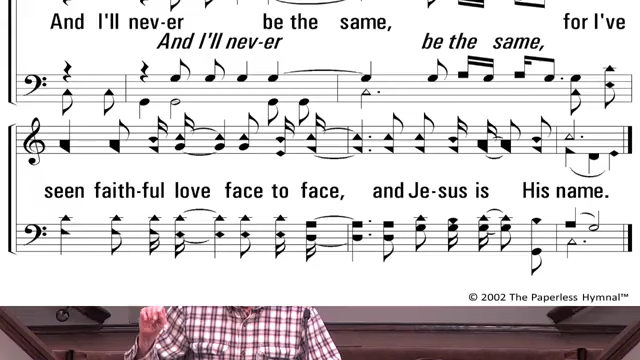 And I'll nev-er be the same, for I've
And I'll nev-er be the same,
seen faith-ful love face to face, and Je-sus is His name.
© 2002 The Paperless Hymnal™